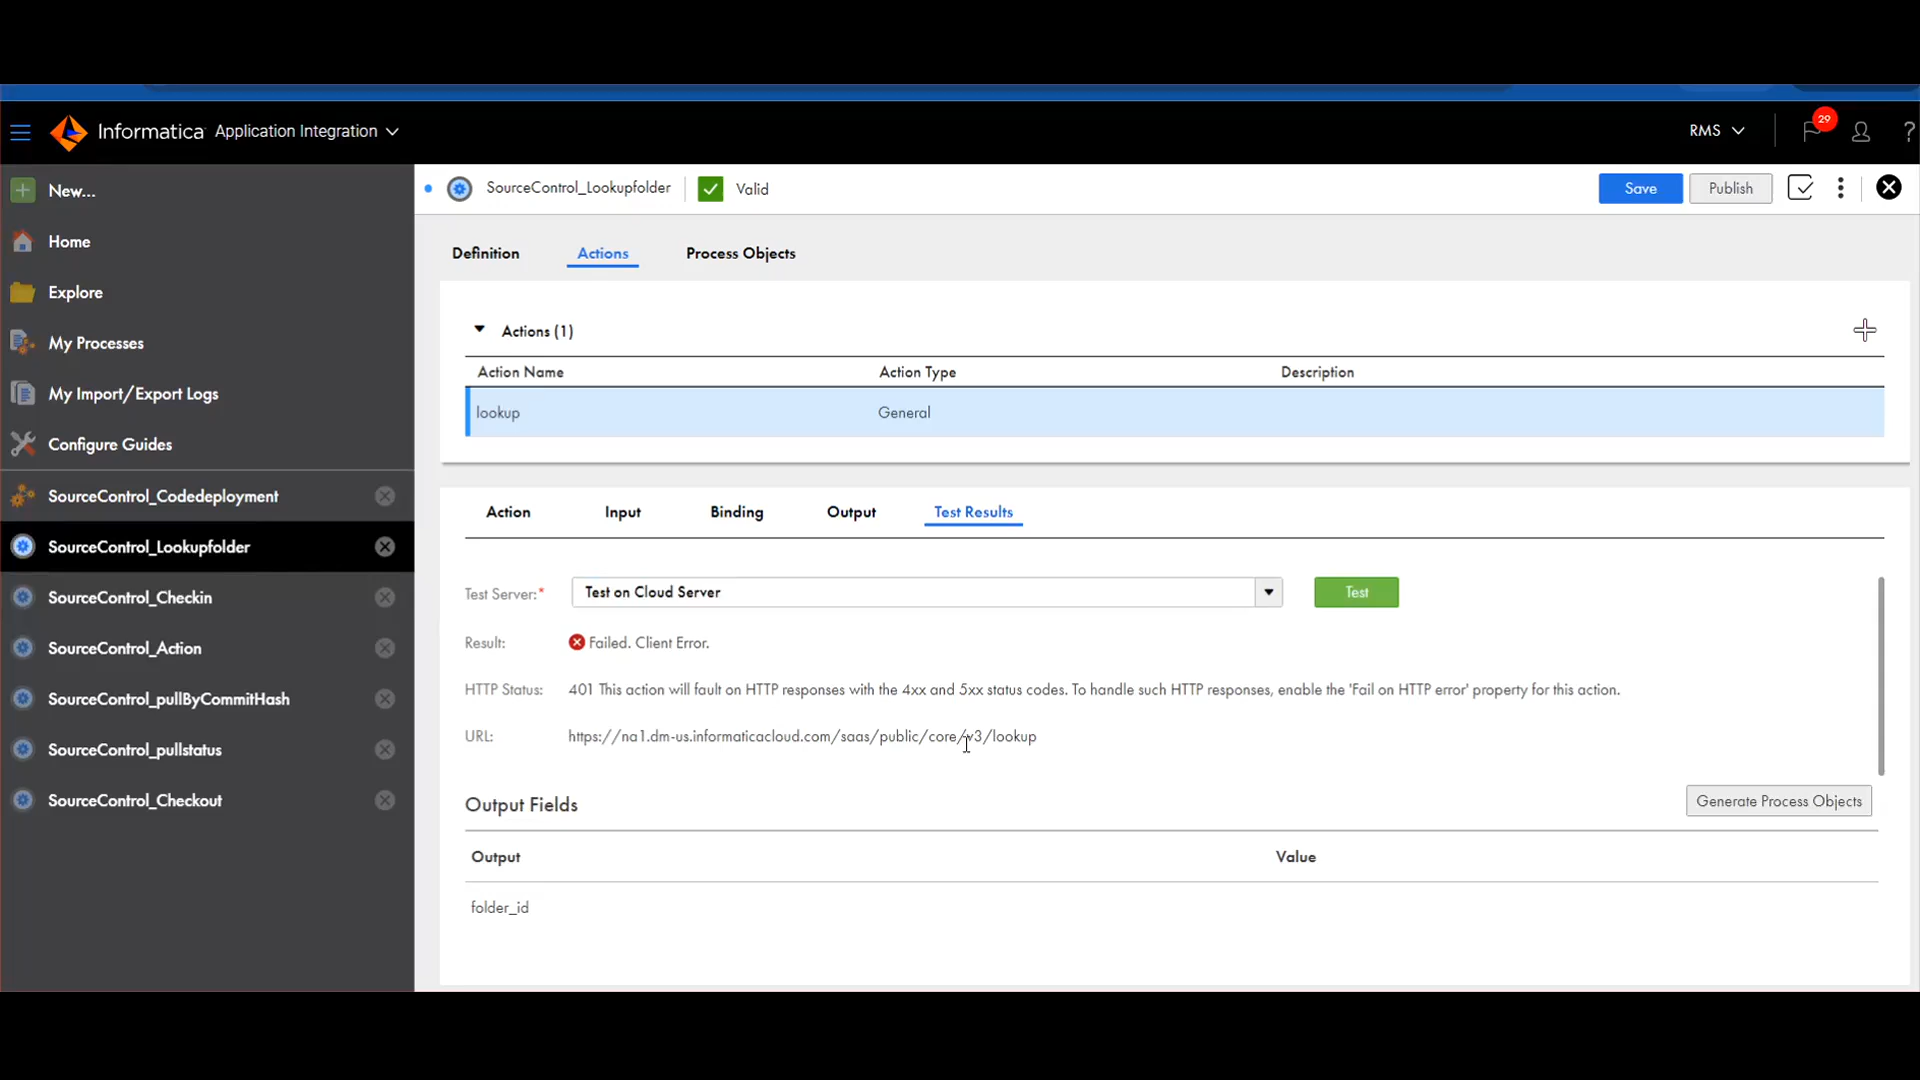 Informatica Application Integration
RMS
29
?
New...
Home
Explore
My Processes
My Import/Export Logs
Configure Guides
SourceControl_Codedeployment
SourceControl_Lookupfolder
SourceControl_Checkin
SourceControl_Action
SourceControl_pullByCommitHash
SourceControl_pullstatus
SourceControl_Checkout
SourceControl_Lookupfolder
Valid
Save
Publish
Definition
Actions
Process Objects
Actions (1)
Action Name Action Type Description
lookup General
Action Input Binding Output Test Results
Test Server:* Test on Cloud Server Test
Result: Failed. Client Error.
HTTP Status: 401 This action will fault on HTTP responses with the 4xx and 5xx status codes. To handle such HTTP responses, enable the 'Fail on HTTP error' property for this action.
URL: https://na1.dm-us.informaticacloud.com/saas/public/core/v3/lookup
Output Fields
Generate Process Objects
Output Value
folder_id